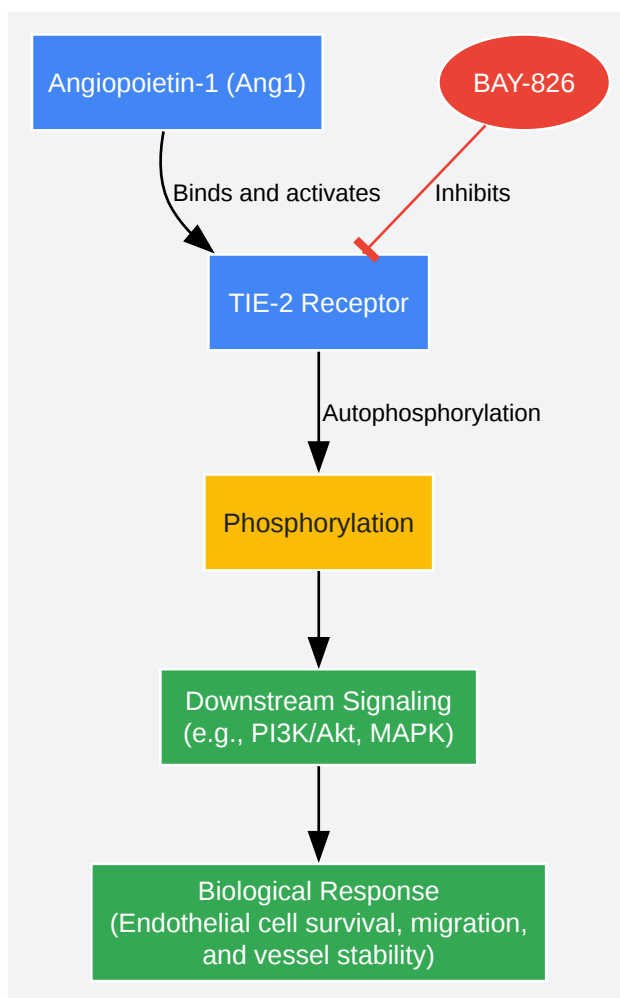 Angiopoietin-1 (Ang1)
BAY-826
Binds and activates
Inhibits
TIE-2 Receptor
Autophosphorylation
Phosphorylation
Downstream Signaling
(e.g., PI3K/Akt, MAPK)
Biological Response
(Endothelial cell survival, migration,
and vessel stability)